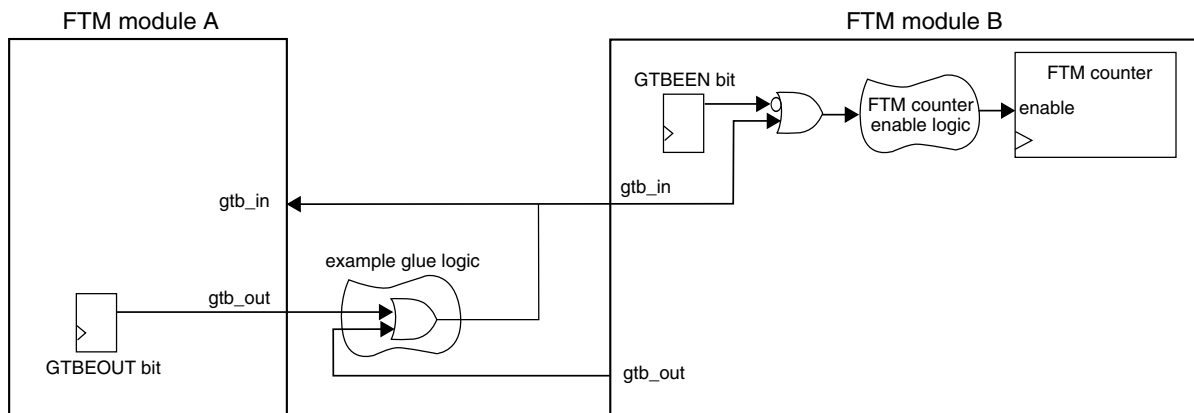 FTM module A
FTM module B
GTBEEN bit
FTM counter
FTM counter
enable logic
enable
gtb_in
gtb_in
example glue logic
gtb_out
GTBEOUT bit
gtb_out